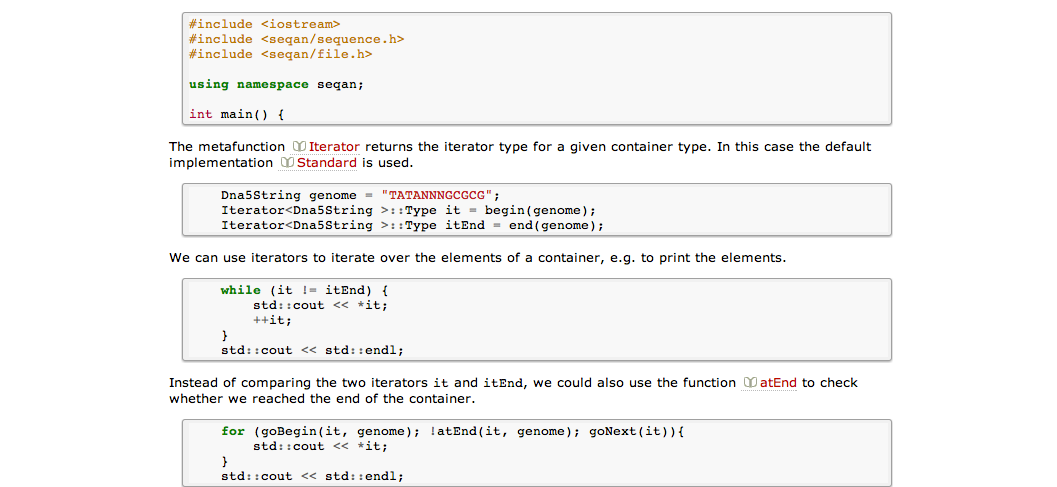 #include <iostream>
#include <seqan/sequence.h>
#include <seqan/file.h>
using namespace seqan;
int main() {
The metafunction Iterator returns the iterator type for a given container type. In this case the default
implementation Standard is used.
Dna5String genome = "TATANNNGCGCG";
Iterator<Dna5String >::Type it = begin(genome);
Iterator<Dna5String >::Type itEnd = end(genome);
We can use iterators to iterate over the elements of a container, e.g. to print the elements.
while (it != itEnd) {
std::cout << *it;
++it;
}
std::cout << std::endl;
Instead of comparing the two iterators it and itEnd, we could also use the function atEnd to check
whether we reached the end of the container.
for (goBegin(it, genome); !atEnd(it, genome); goNext(it)){
std::cout << *it;
}
std::cout << std::endl;